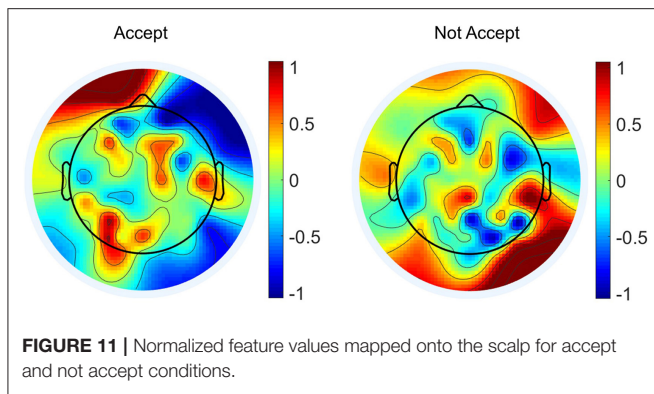 Accept
Not Accept
1
0.5
0
-0.5
-1
1
0.5
0
-0.5
-1
FIGURE 11 | Normalized feature values mapped onto the scalp for accept
and not accept conditions.